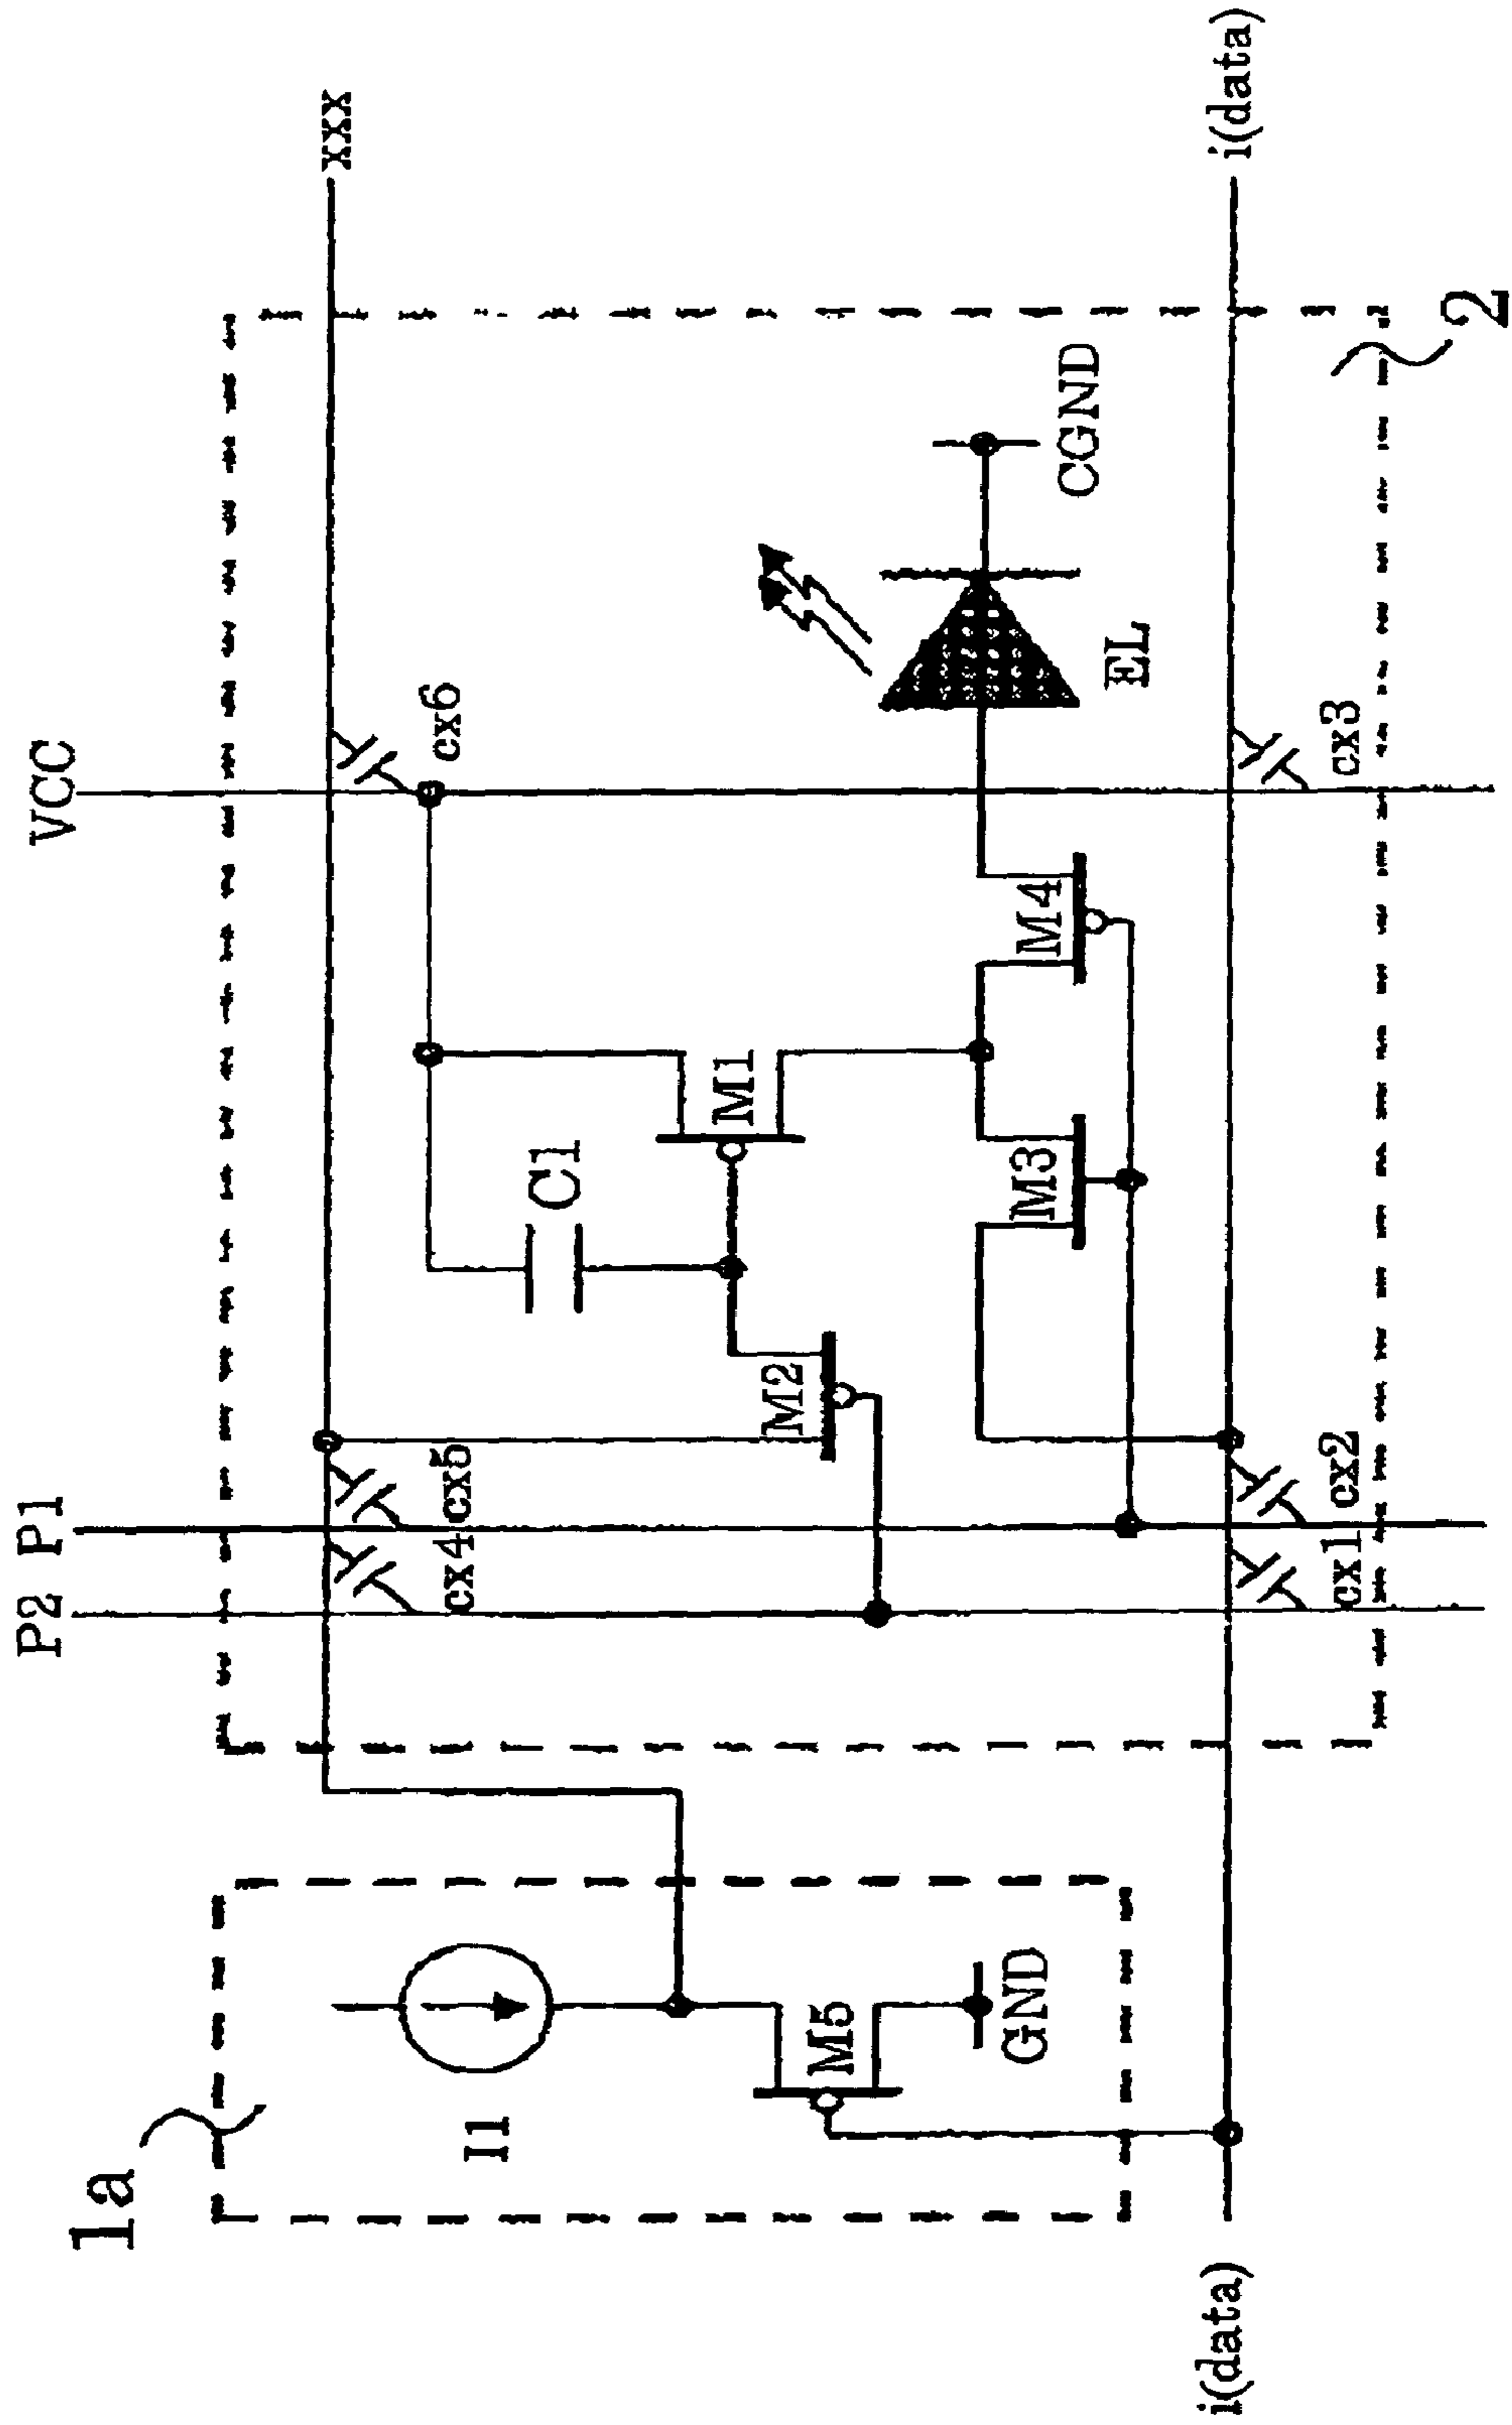 1a
I1
M5
GND
i(data)
P2
P1
VCC
xxx
cx4
cx5
cx6
C1
M1
M2
M3
M4
EL
CGND
cx1
cx2
cx3
i(data)
2